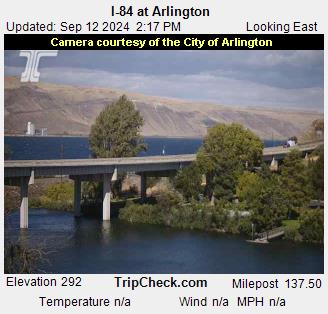 I-84 at Arlington
Updated: Sep 12 2024 2:17 PM Looking East
Camera courtesy of the City of Arlington
Elevation 292 TripCheck.com Milepost 137.50
Temperature n/a Wind n/a MPH n/a